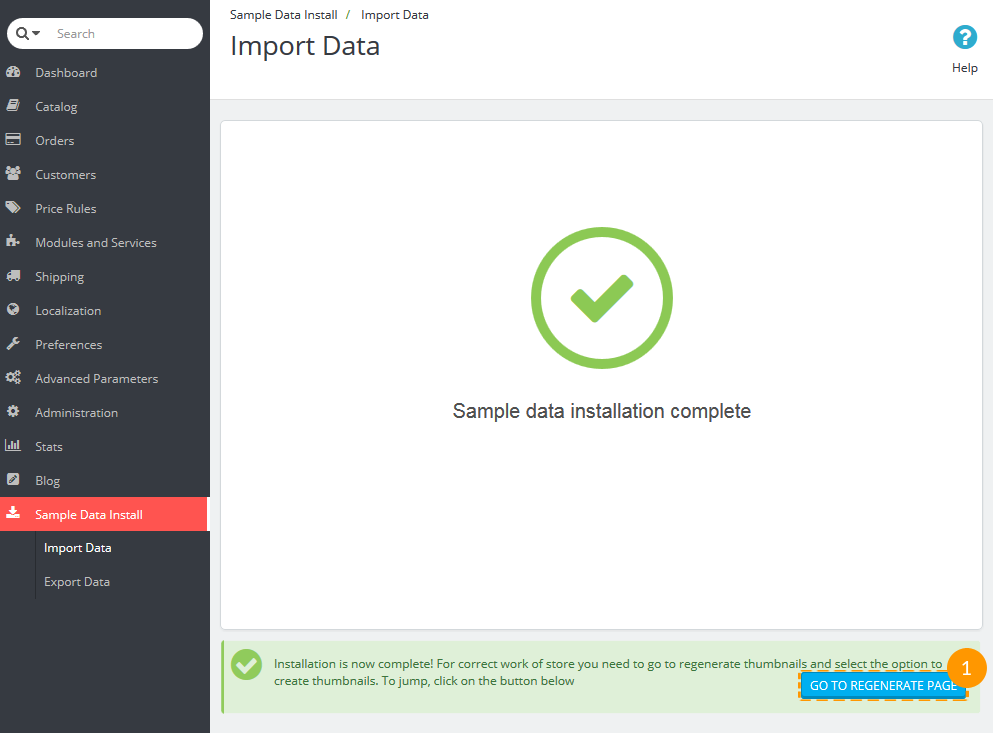 Search
Dashboard
Catalog
Orders
Customers
Price Rules
Modules and Services
Shipping
Localization
Preferences
Advanced Parameters
Administration
Stats
Blog
Sample Data Install
Import Data
Export Data
Sample Data Install / Import Data
Import Data
?
Help
Sample data installation complete
Installation is now complete! For correct work of store you need to go to regenerate thumbnails and select the option to
create thumbnails. To jump, click on the button below
GO TO REGENERATE PAGE
1